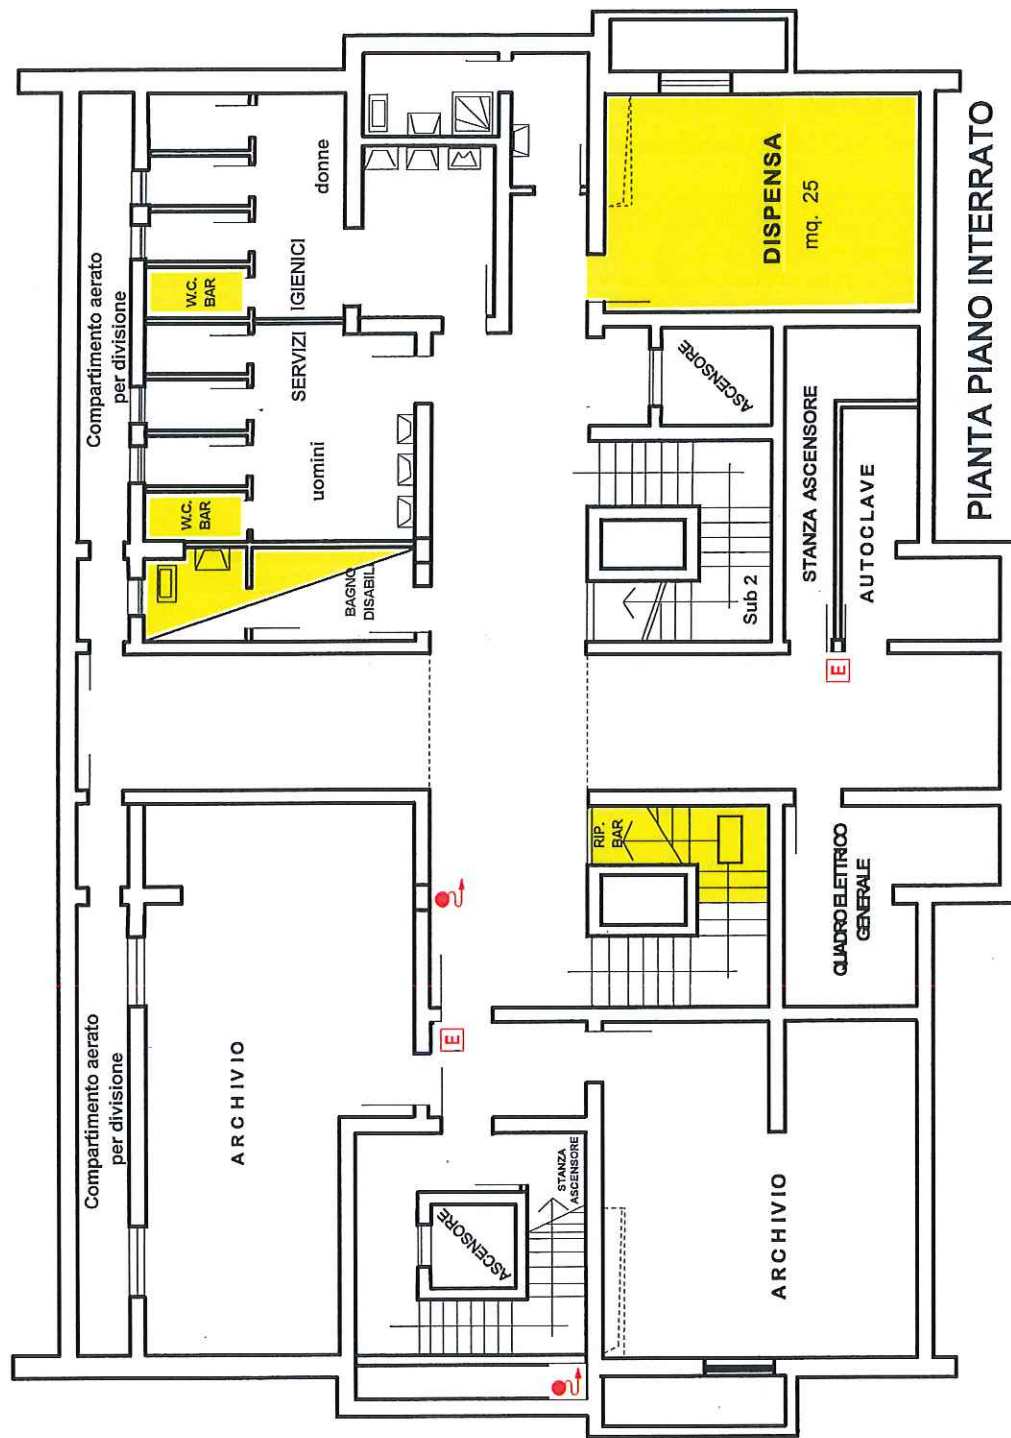 Compartimento aerato
per divisione
Compartimento aerato
per divisione
W.C.
BAR
W.C.
BAR
SERVIZI
IGIENICI
uomini
donne
BAGNO
DISABILI
ARCHIVIO
E
STANZA
ASCENSORE
ASCENSORE
ARCHIVIO
RIP.
BAR
QUADRO ELETTRICO
GENERALE
Sub 2
ASCENSORE
STANZA ASCENSORE
AUTOCLAVE
E
DISPENSA
mq. 25
PIANTA PIANO INTERRATO